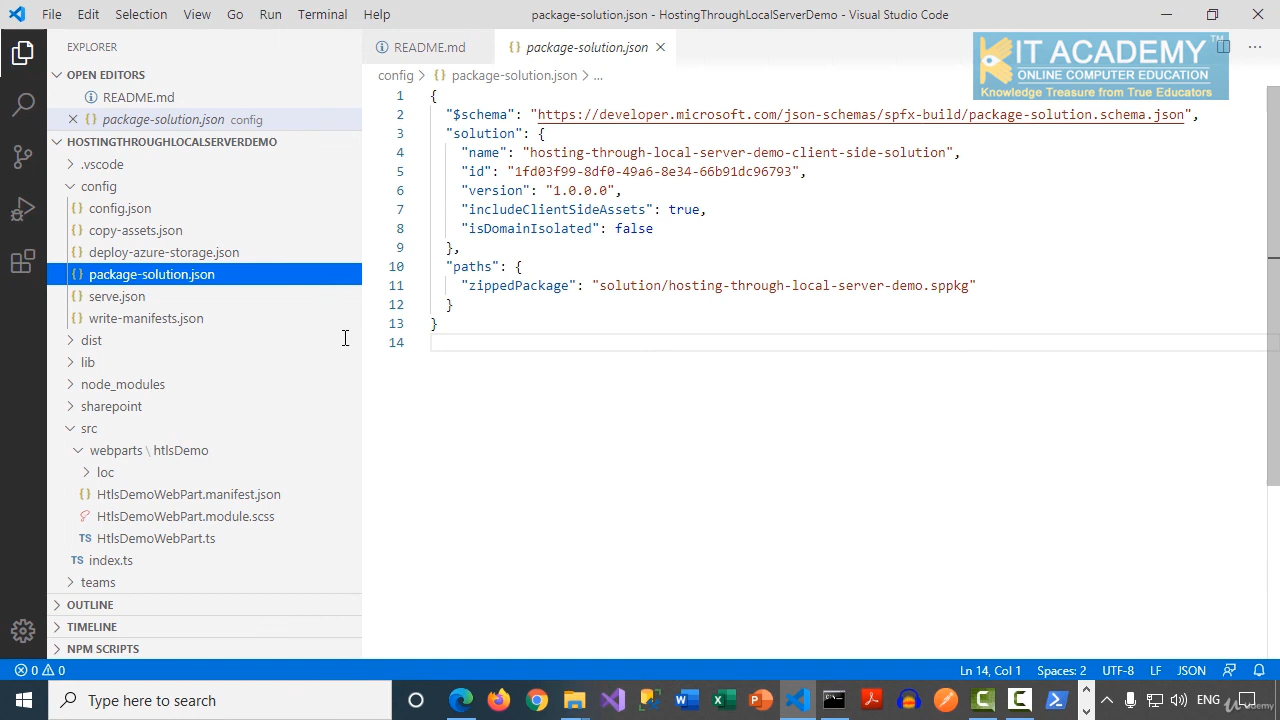 File Edit Selection View Go Run Terminal Help
package-solution.json - HostingThroughLocalServerDemo - Visual Studio Code
EXPLORER
OPEN EDITORS
README.md
package-solution.json config
HOSTINGTHROUGHLOCALSERVERDEMO
.vscode
config
config.json
copy-assets.json
deploy-azure-storage.json
package-solution.json
serve.json
write-manifests.json
dist
lib
node_modules
sharepoint
src
webparts \ htlsDemo
loc
HtlsDemoWebPart.manifest.json
HtlsDemoWebPart.module.scss
HtlsDemoWebPart.ts
index.ts
teams
OUTLINE
TIMELINE
NPM SCRIPTS
README.md
package-solution.json
KIT ACADEMY TM
ONLINE COMPUTER EDUCATION
Knowledge Treasure from True Educators
config > package-solution.json > ...
1 {
2 "$schema": "https://developer.microsoft.com/json-schemas/spfx-build/package-solution.schema.json",
3 "solution": {
4 "name": "hosting-through-local-server-demo-client-side-solution",
5 "id": "1fd03f99-8df0-49a6-8e34-66b91dc96793",
6 "version": "1.0.0.0",
7 "includeClientSideAssets": true,
8 "isDomainIsolated": false
9 },
10 "paths": {
11 "zippedPackage": "solution/hosting-through-local-server-demo.sppkg"
12 }
13 }
14
0 0
Ln 14, Col 1 Spaces: 2 UTF-8 LF JSON
Type here to search
ENG
Udemy